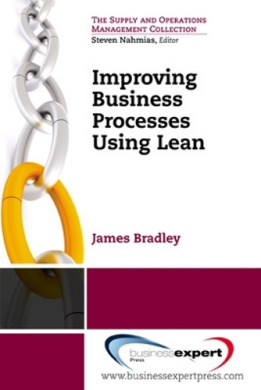 THE SUPPLY AND OPERATIONS
MANAGEMENT COLLECTION
Steven Nahmias, Editor
Improving
Business
Processes
Using Lean
James Bradley
businessexpert
Press
www.businessexpertpress.com